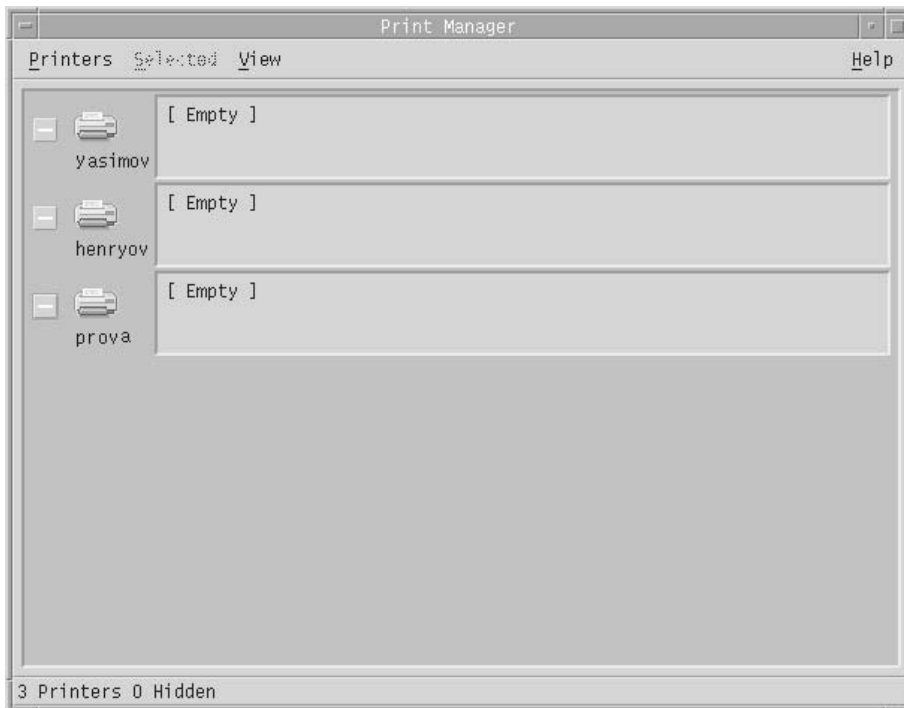 Print Manager
Printers Selected View Help
[ Empty ]
yasimov
[ Empty ]
henryov
[ Empty ]
prova
3 Printers 0 Hidden